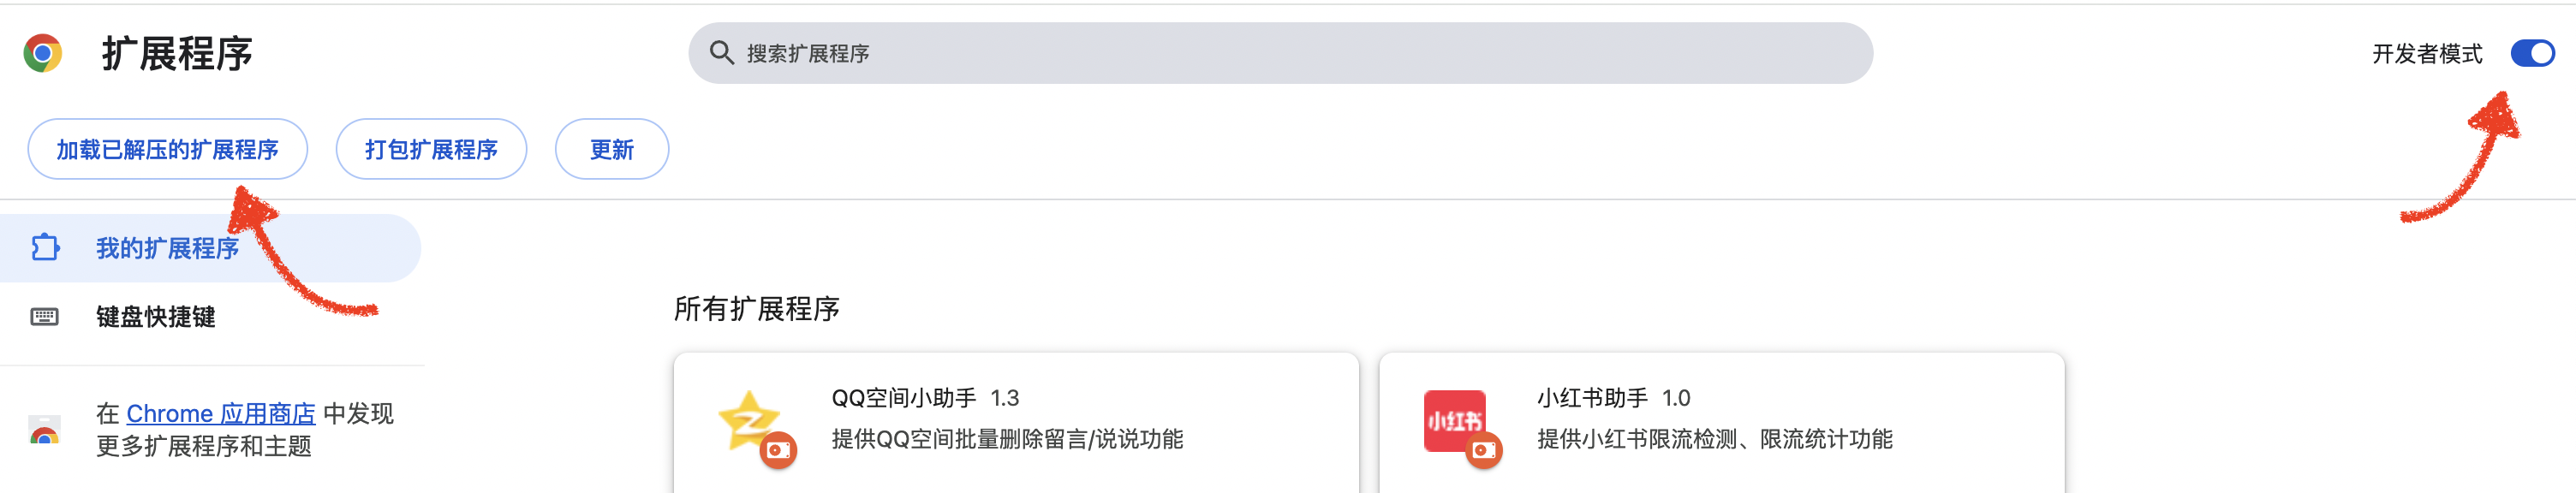 扩展程序
搜索扩展程序
开发者模式
加载已解压的扩展程序
打包扩展程序
更新
我的扩展程序
键盘快捷键
在 Chrome 应用商店 中发现
更多扩展程序和主题
所有扩展程序
QQ空间小助手 1.3
提供QQ空间批量删除留言/说说功能
小红书
小红书助手 1.0
提供小红书限流检测、限流统计功能